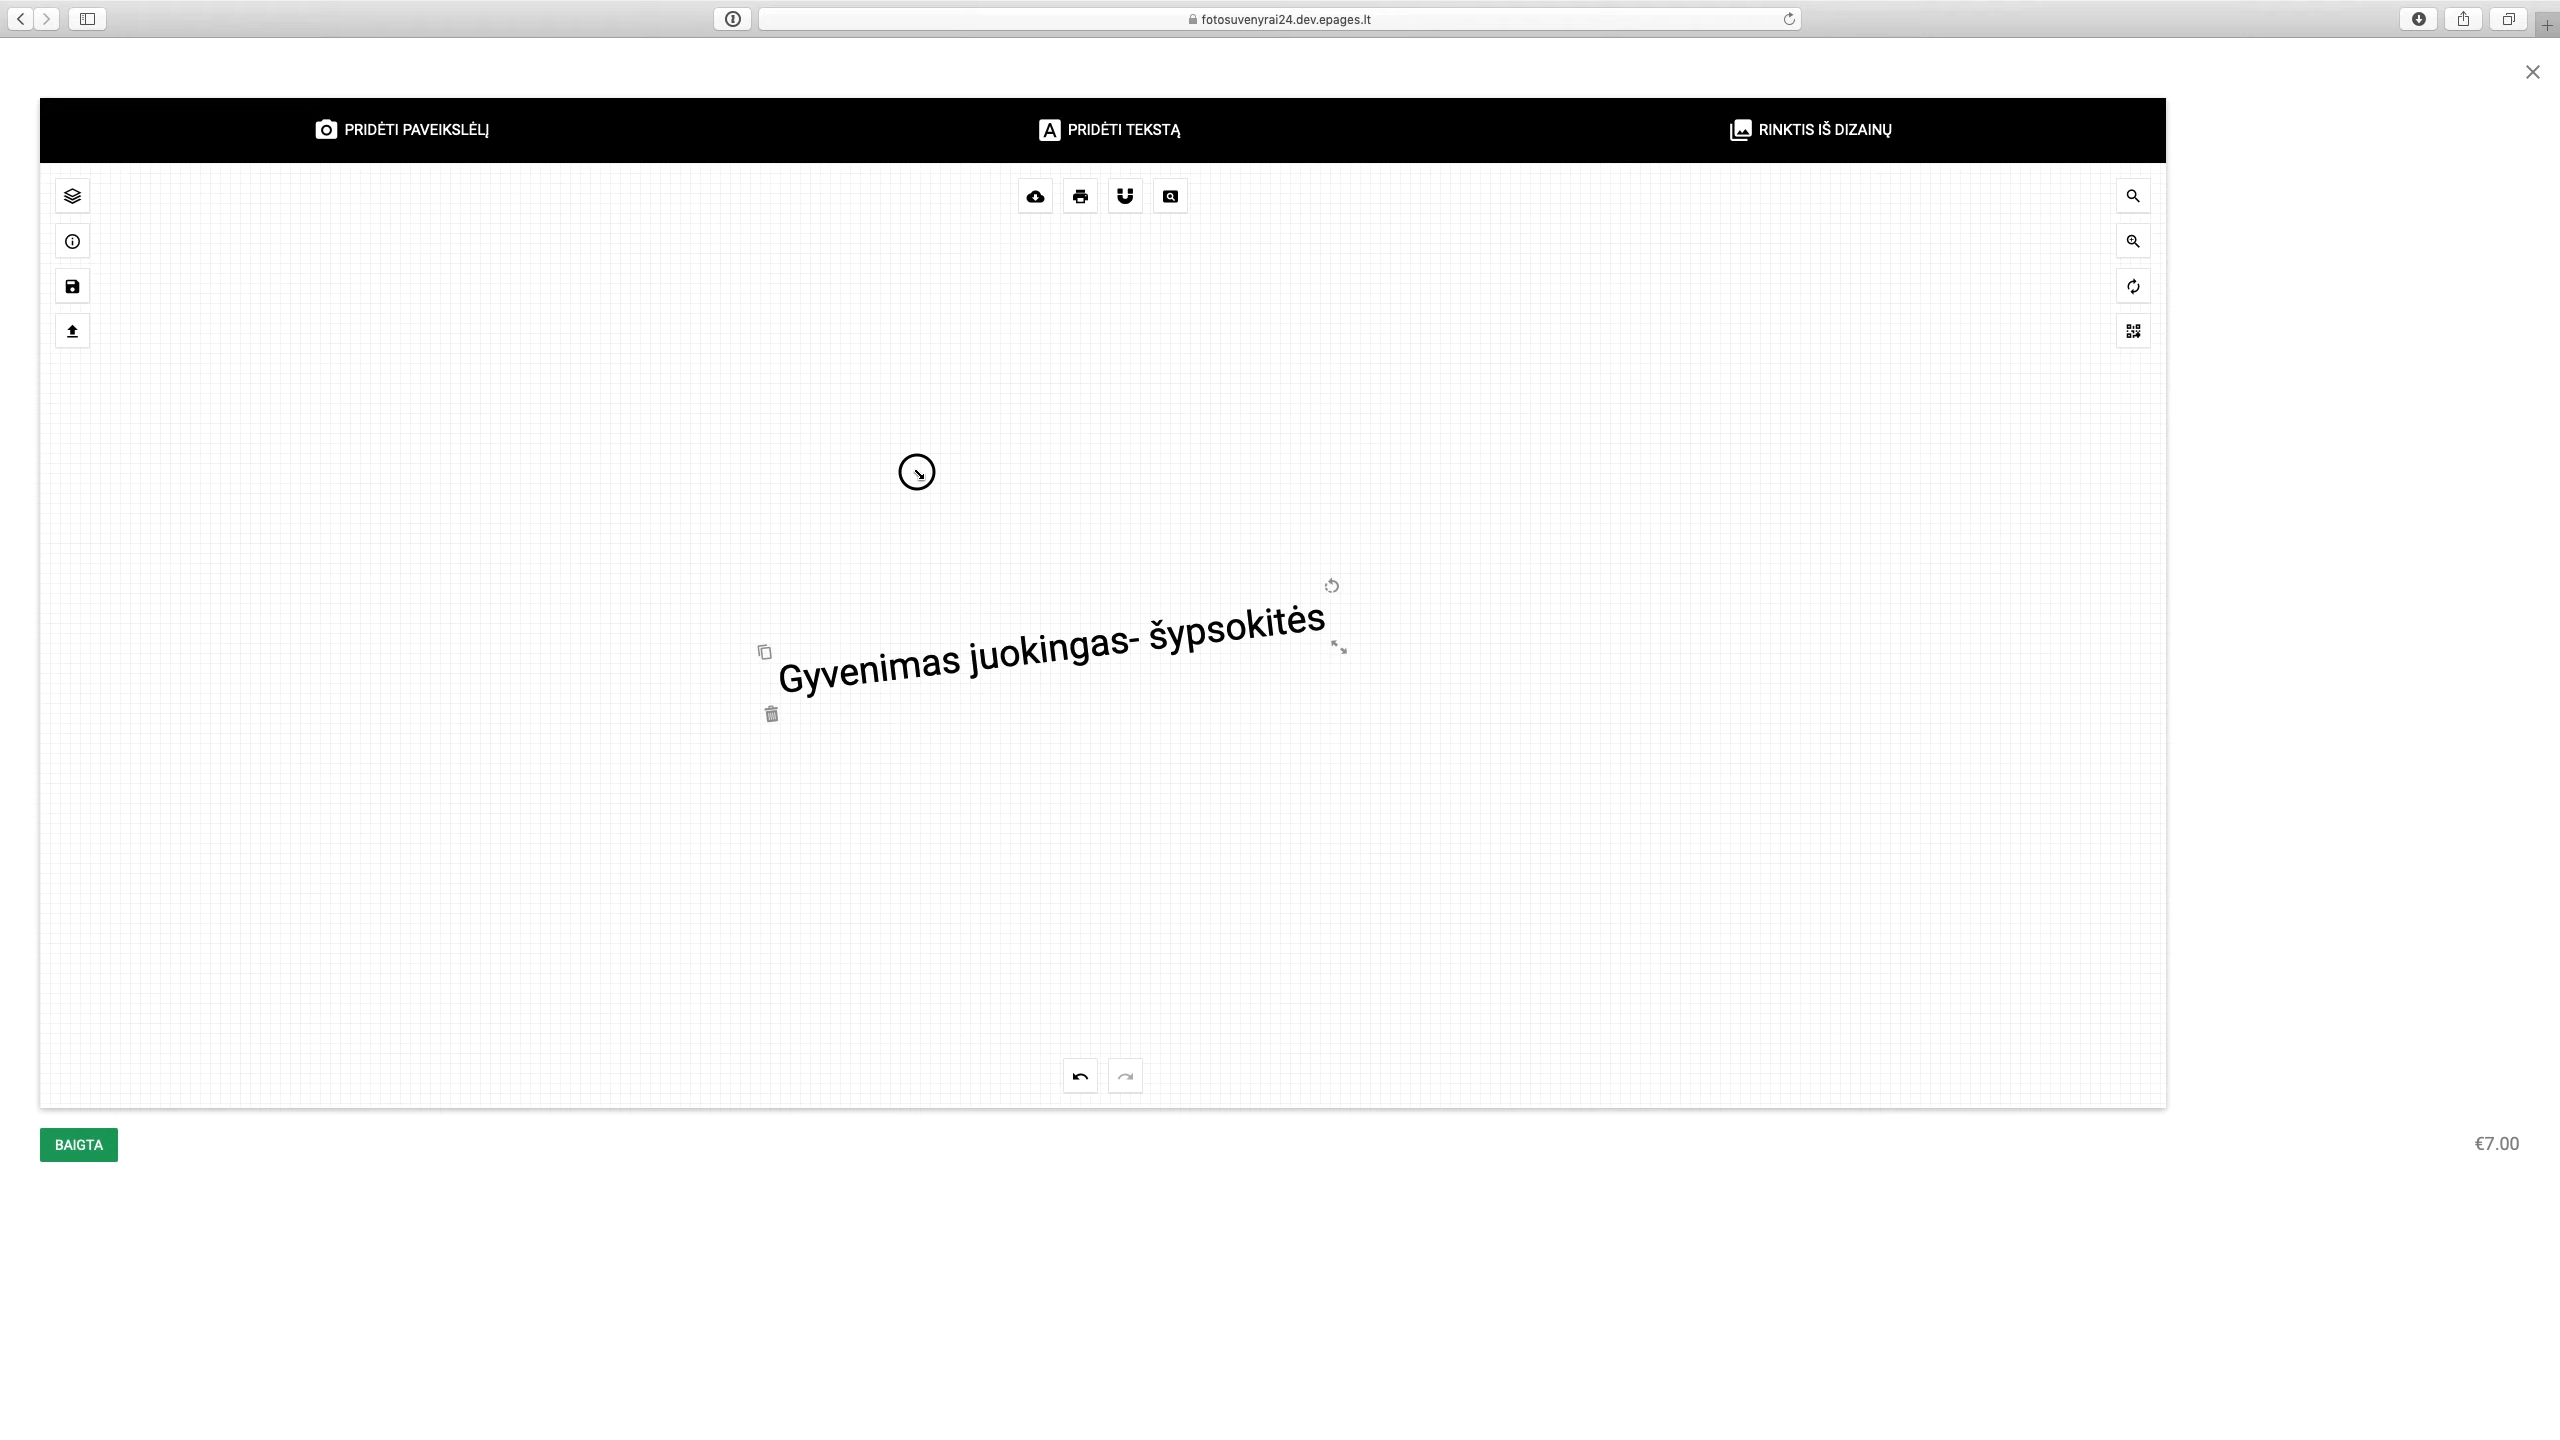 fotosuvenyrai24.dev.epages.lt
PRIDĖTI PAVEIKSLĖLĮ
PRIDĖTI TEKSTĄ
RINKTIS IŠ DIZAINŲ
Gyvenimas juokingas- šypsokitės
BAIGTA
€7.00